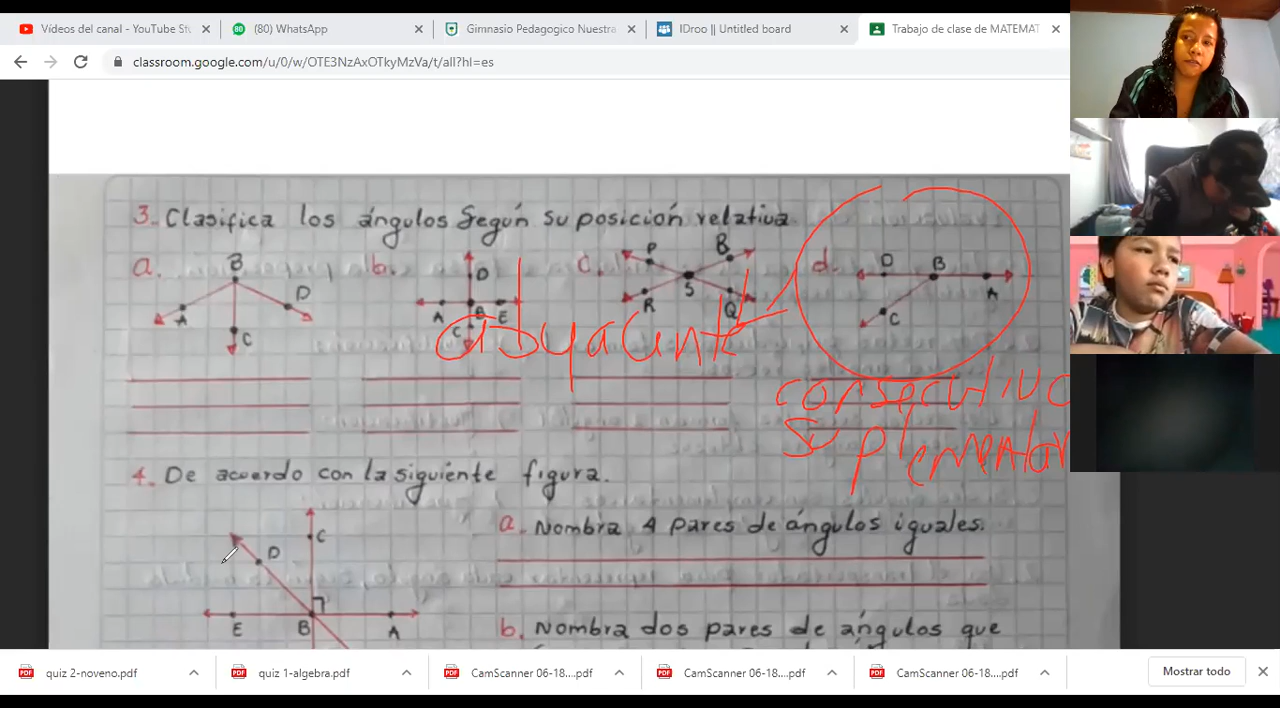 Vídeos del canal - YouTube St
(80) WhatsApp
Gimnasio Pedagogico Nuestra
IDroo || Untitled board
Trabajo de clase de MATEMAT
classroom.google.com/u/0/w/OTE3NzAxOTkyMzVa/t/all?hl=es
3. Clasifica los ángulos Según su posición relativa
a. B A D C
b. D A B E C
c. P B S R Q
d. D B A C
adyacent
consecutivo
Suplementar
4. De acuerdo con la siguiente figura.
C D E B A
a. Nombra 4 pares de ángulos iguales.
b. Nombra dos pares de ángulos que
quiz 2-noveno.pdf
quiz 1-algebra.pdf
CamScanner 06-18....pdf
CamScanner 06-18....pdf
CamScanner 06-18....pdf
Mostrar todo